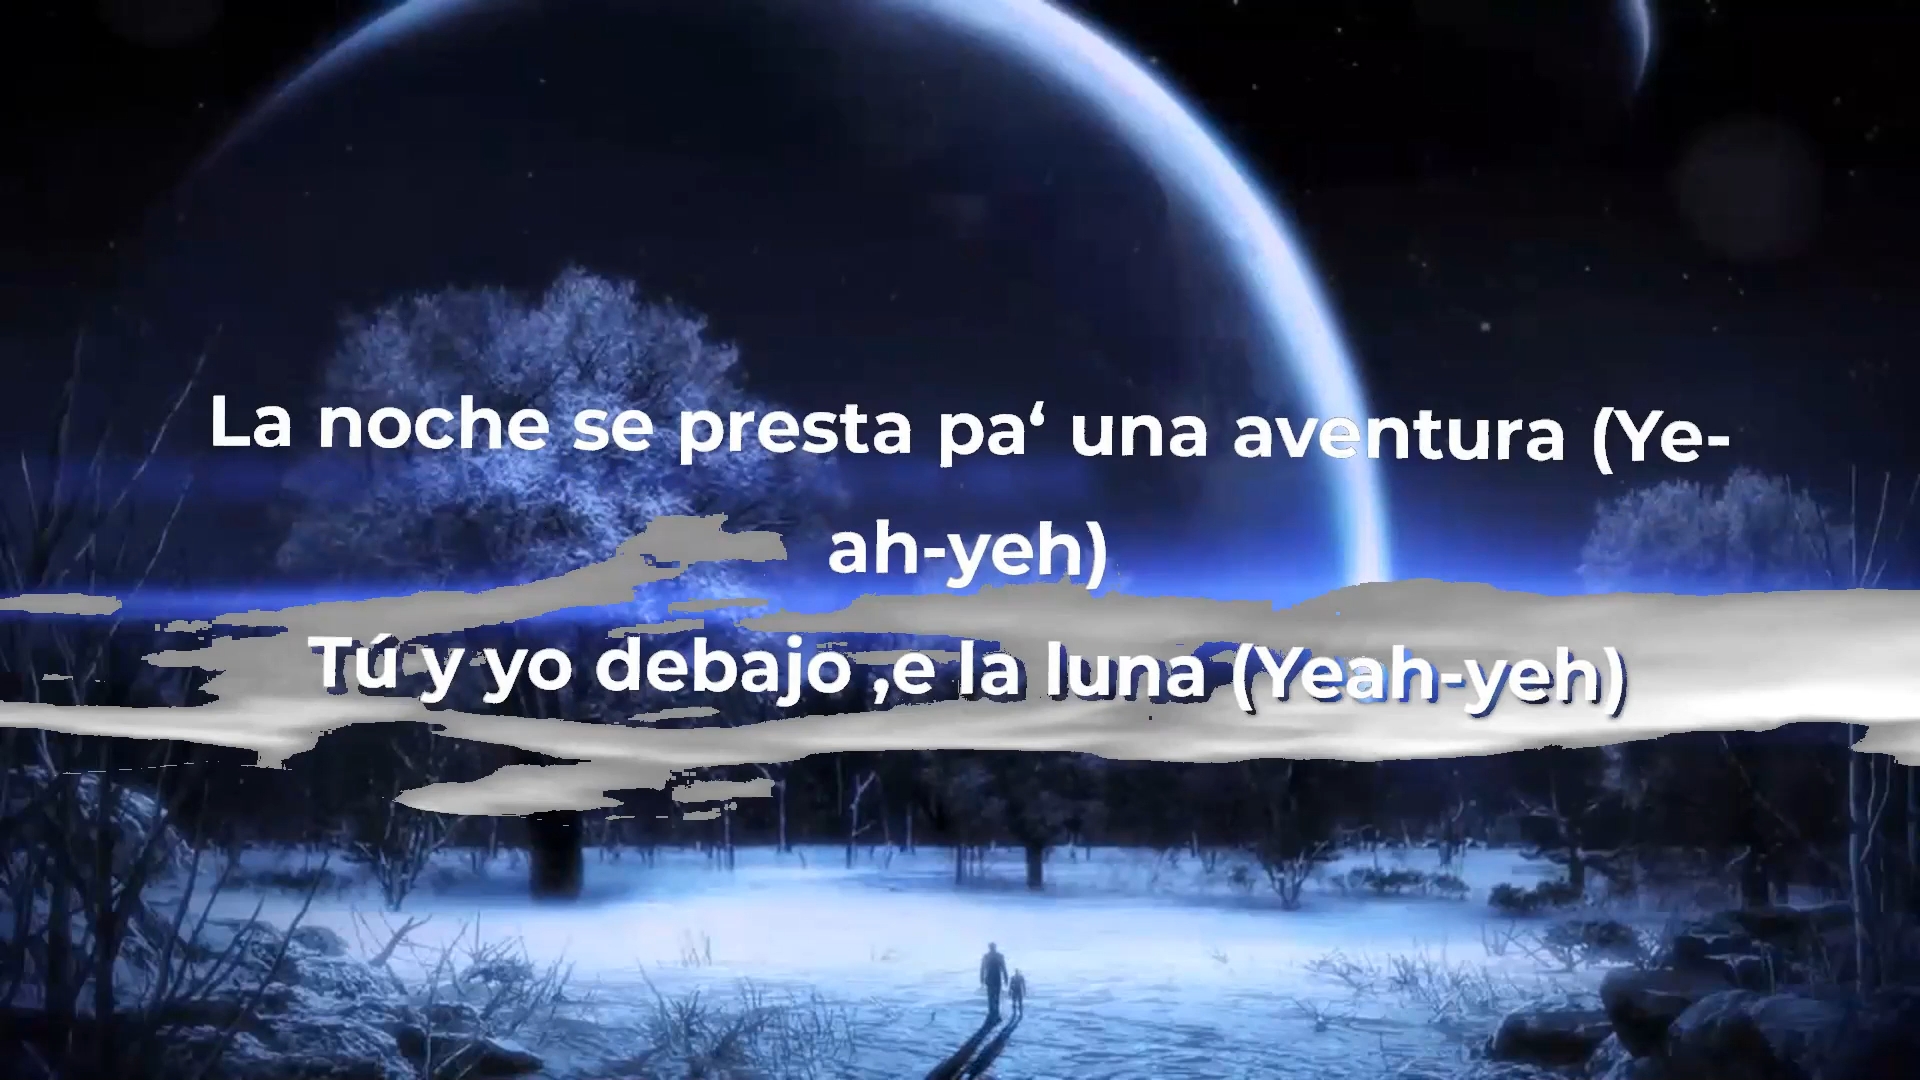 La noche se presta pa‘ una aventura (Ye-
ah-yeh)
Tú y yo debajo ,e la luna (Yeah-yeh)